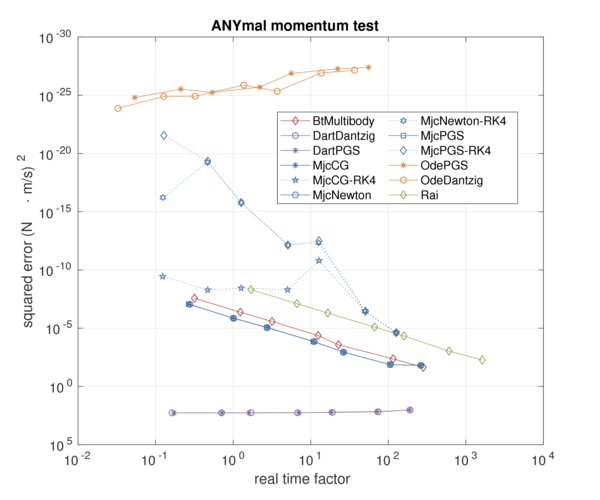 ANYmal momentum test
10^-30
10^-25
10^-20
10^-15
10^-10
10^-5
10^0
10^5
squared error (N · m/s)^2
BtMultibody
DartDantzig
DartPGS
MjcCG
MjcCG-RK4
MjcNewton
MjcNewton-RK4
MjcPGS
MjcPGS-RK4
OdePGS
OdeDantzig
Rai
10^-2
10^-1
10^0
10^1
10^2
10^3
10^4
real time factor